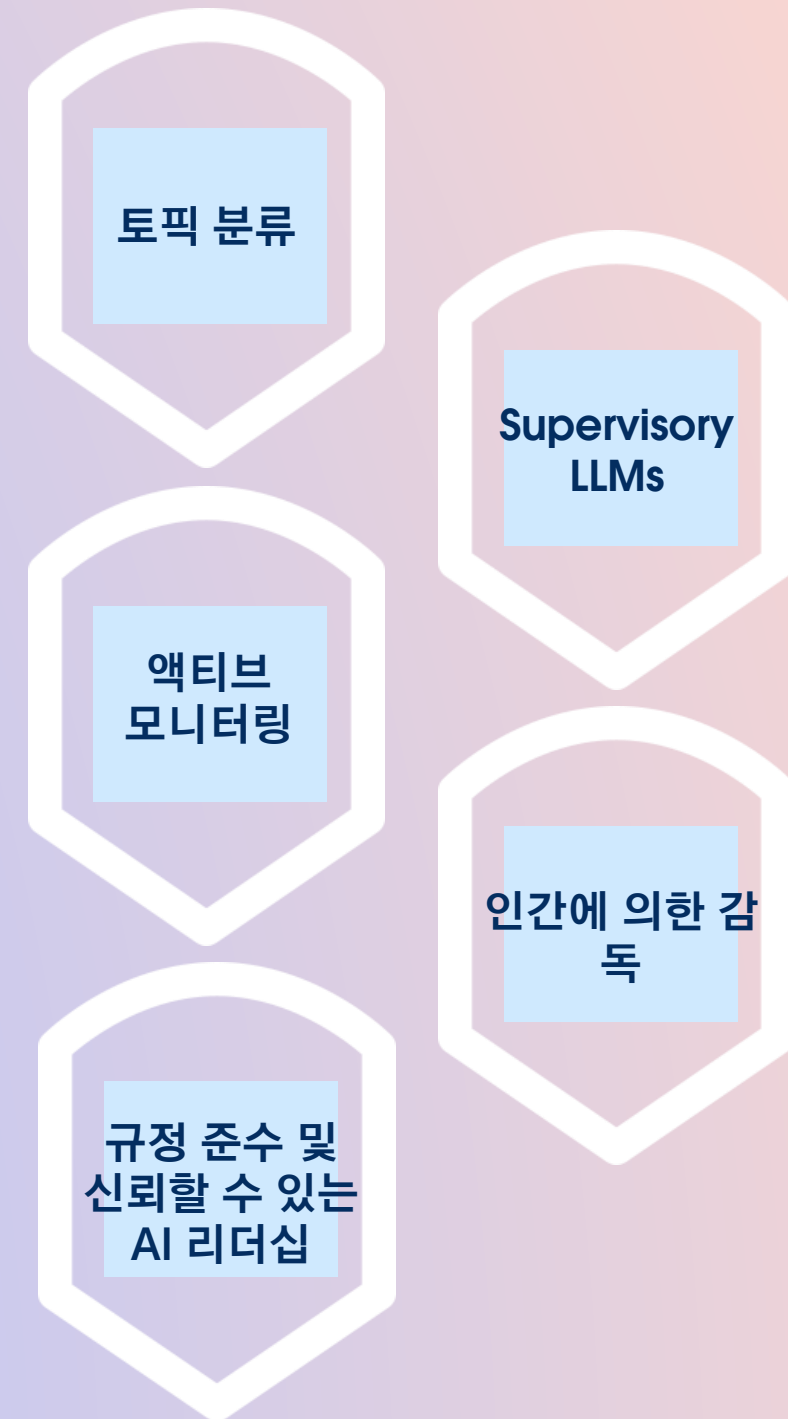 토픽 분류
Supervisory
LLMs
액티브
모니터링
인간에 의한 감
독
규정 준수 및
신뢰할 수 있는
AI 리더십